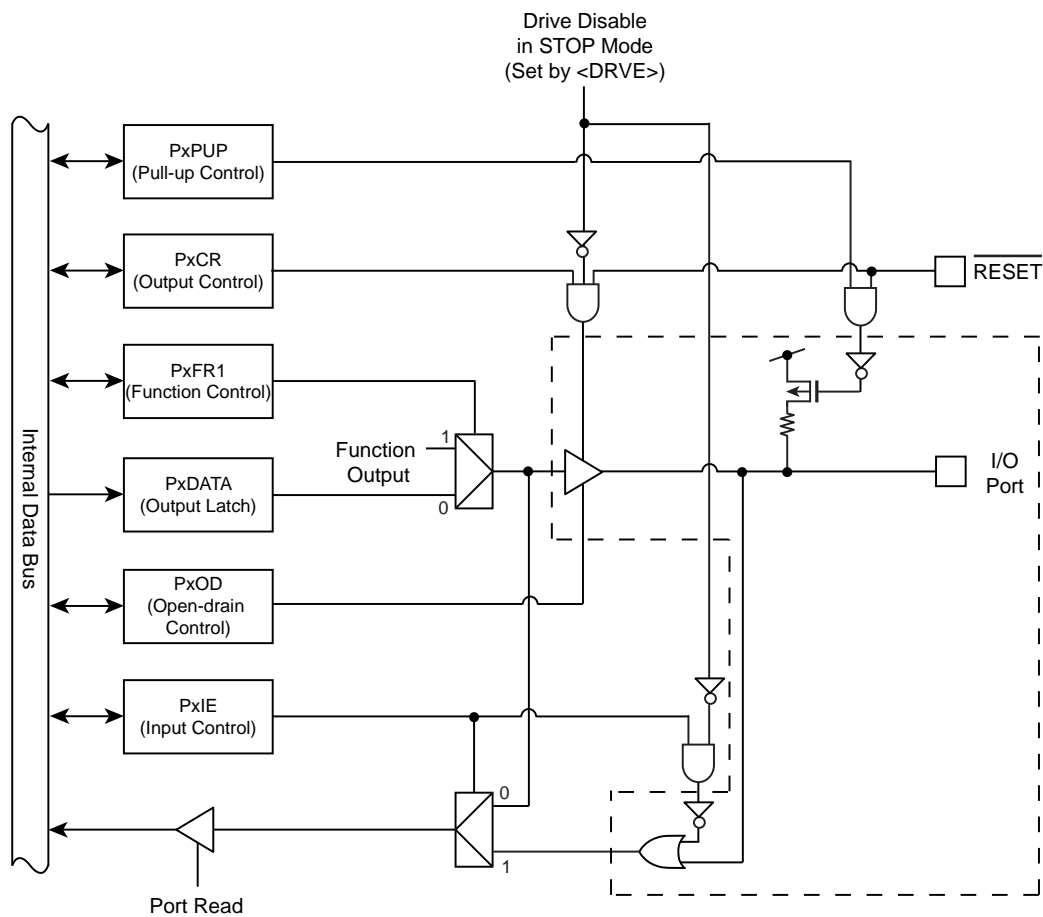 Drive Disable
in STOP Mode
(Set by <DRVE>)
PxPUP
(Pull-up Control)
PxCR
(Output Control)
RESET
PxFR1
(Function Control)
1
Function
Output
0
PxDATA
(Output Latch)
I/O
Port
Internal Data Bus
PxOD
(Open-drain
Control)
PxIE
(Input Control)
0
1
Port Read